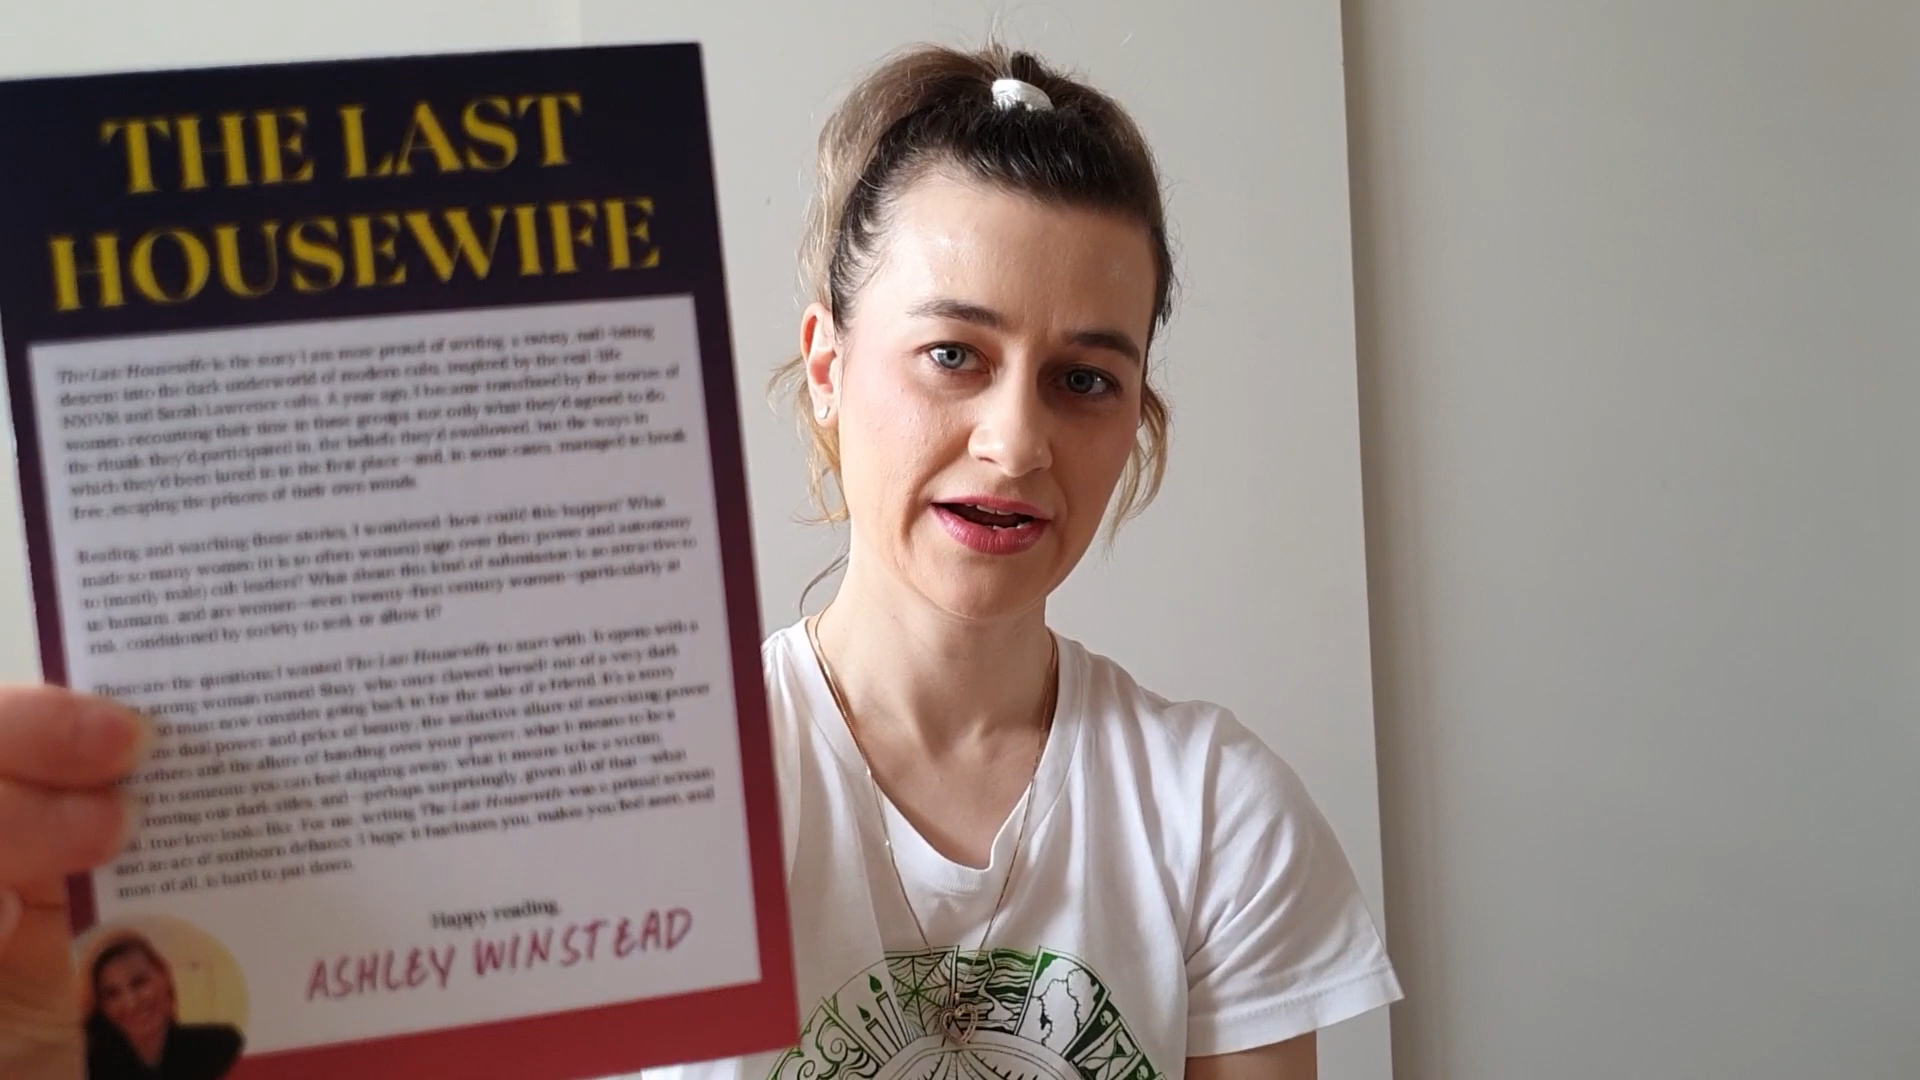 THE LAST
HOUSEWIFE
The Last Housewife is the story I am most proud of writing, a twisty, nail-biting
descent into the dark underworld of modern cults, inspired by the real-life
NXIVM and Sarah Lawrence cults. A year ago, I became transfixed by the stories of
women recounting their time in these groups: not only what they'd agreed to do,
the rituals they'd participated in, the beliefs they'd swallowed, but the ways in
which they'd been lured in in the first place—and, in some cases, managed to break
free, escaping the prisons of their own minds.
Reading and watching these stories, I wondered: how could this happen? What
made so many women (it is so often women) sign over their power and autonomy
to (mostly male) cult leaders? What about this kind of submission is so attractive to
us humans, and are women—even twenty-first century women—particularly at
risk, conditioned by society to seek or allow it?
These are the questions I wanted The Last Housewife to start with. It opens with a
strong woman named Shay, who once clawed herself out of a very dark
must now consider going back in for the sake of a friend. It's a story
dual power and price of beauty, the seductive allure of exercising power
others and the allure of handing over your power, what it means to be a
to someone you can feel slipping away, what it means to be a victim,
our dark sides, and—perhaps surprisingly, given all of that—what
true love looks like. For me, writing The Last Housewife was a primal scream
and an act of stubborn defiance. I hope it fascinates you, makes you feel seen, and
most of all, is hard to put down.
Happy reading,
ASHLEY WINSTEAD